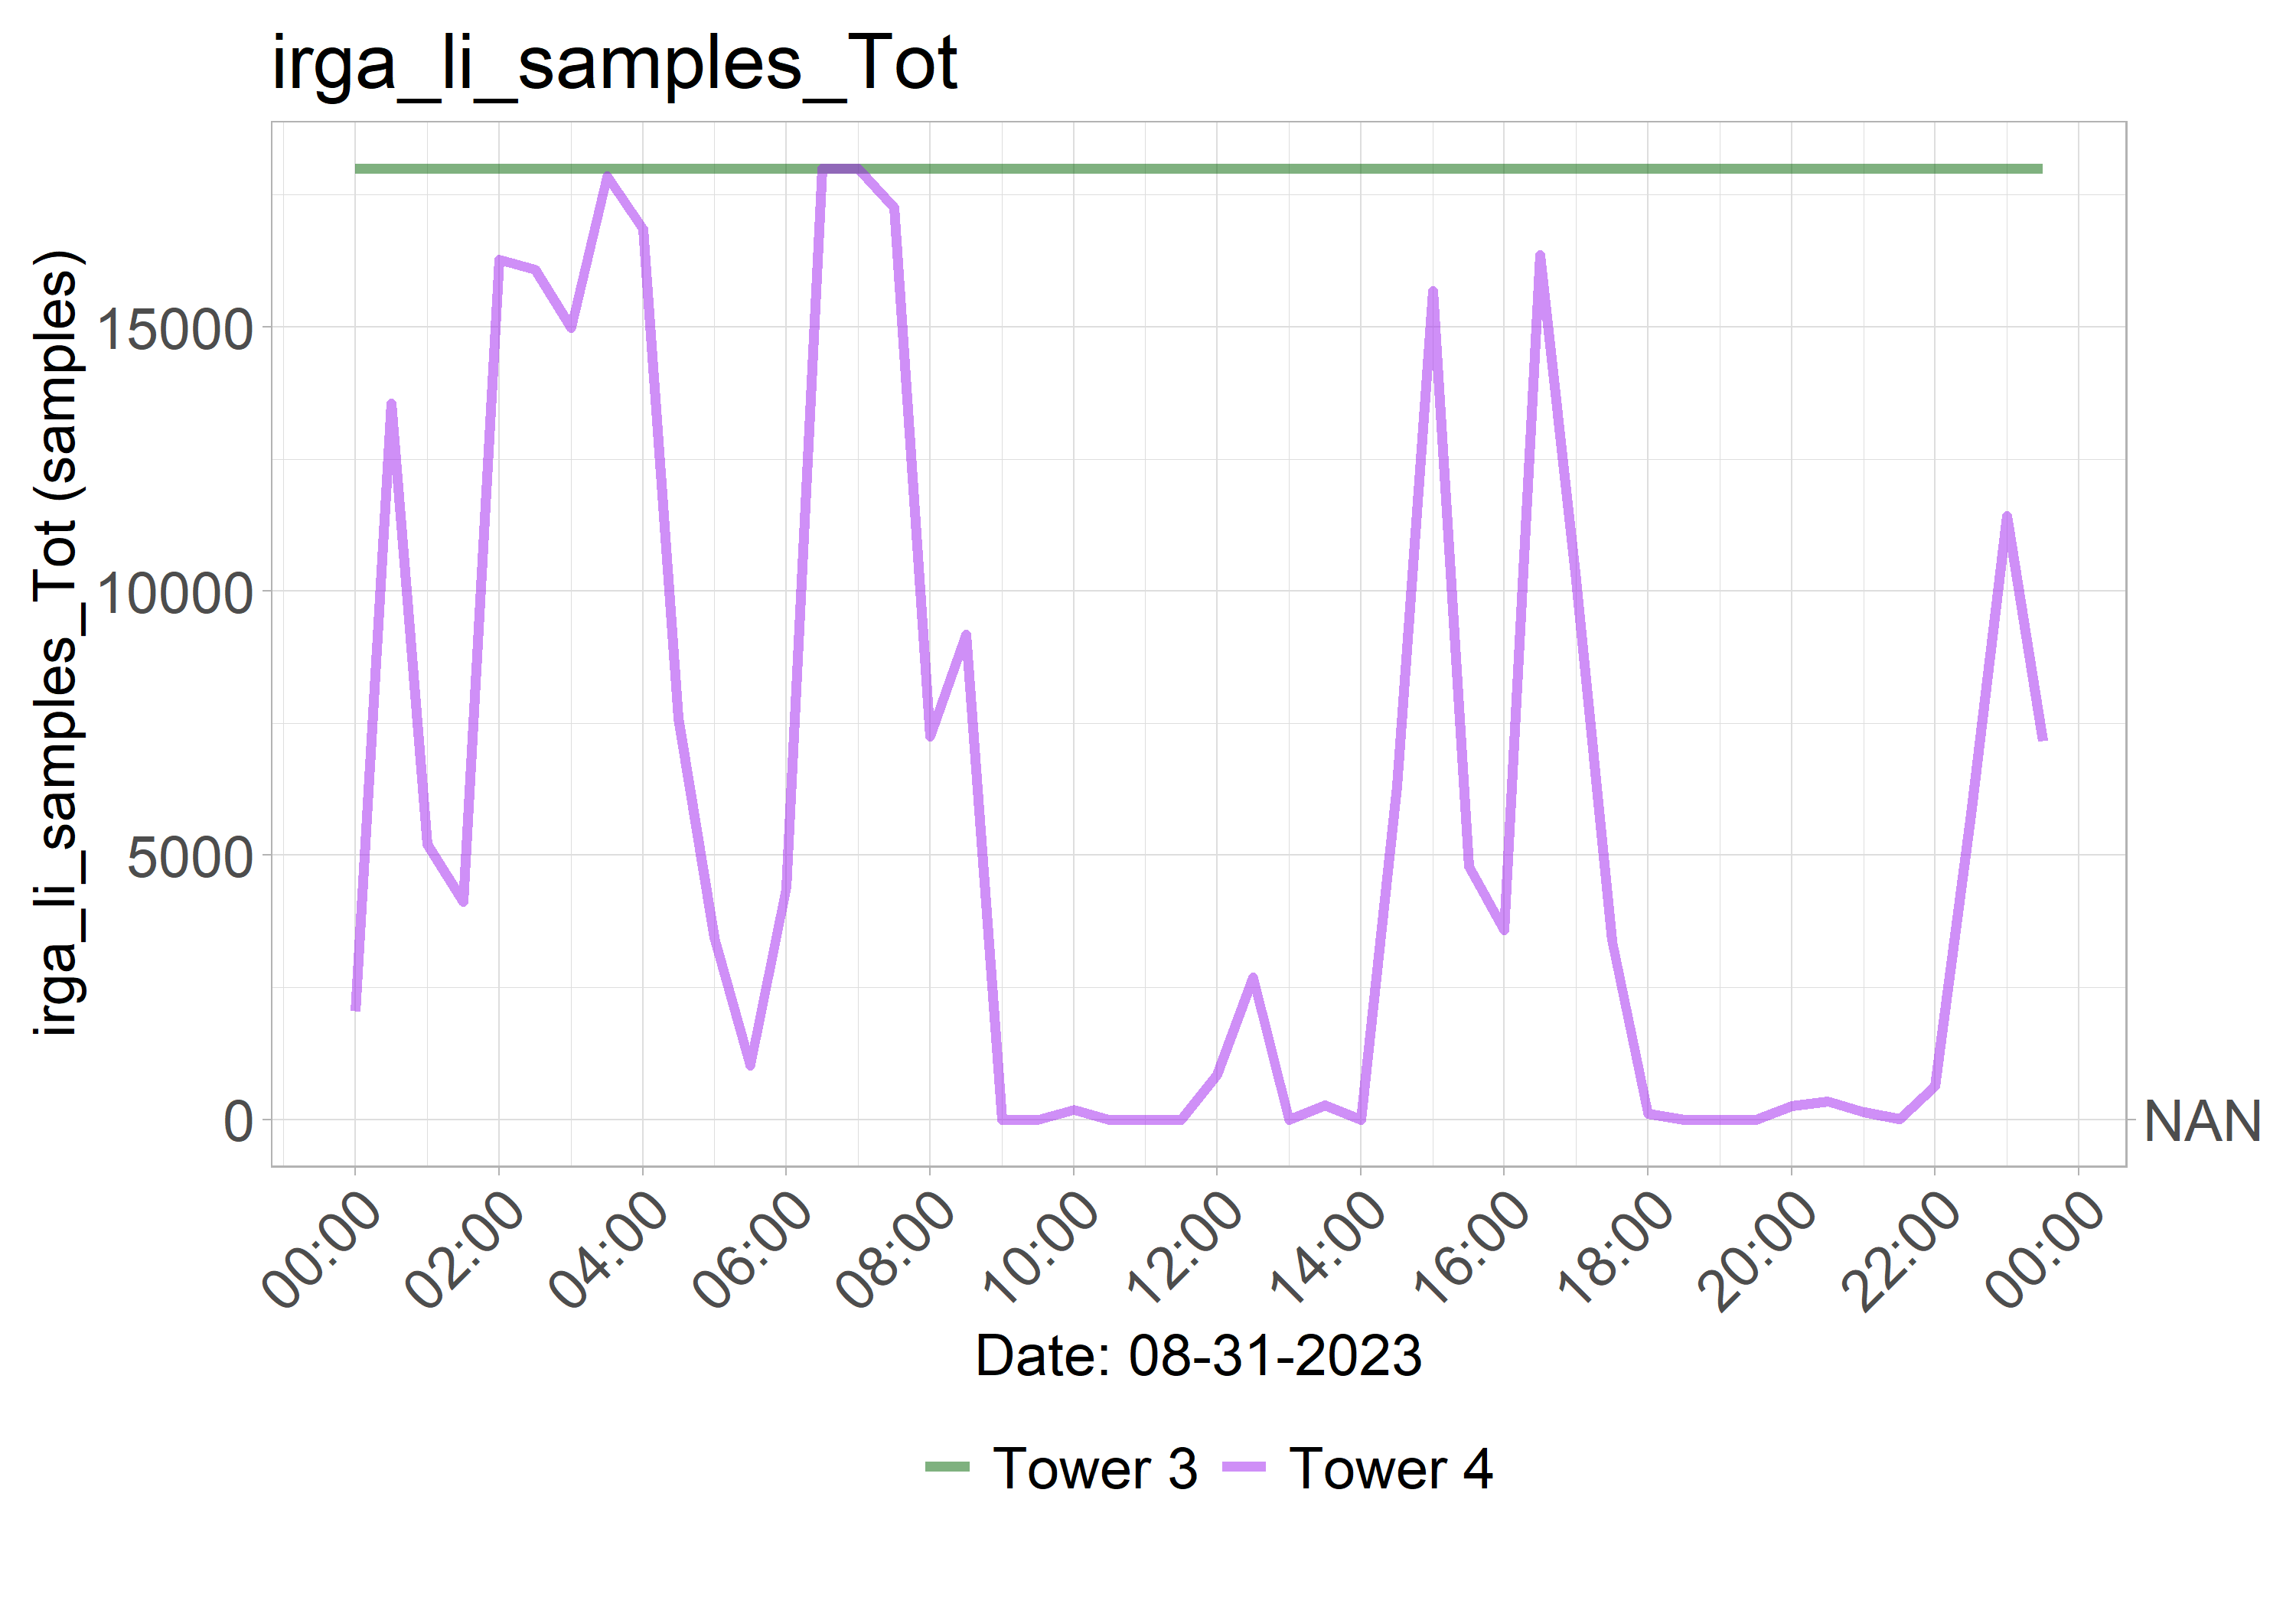 irga_li_samples_Tot
irga_li_samples_Tot (samples)
15000
10000
5000
0
NAN
00:00
02:00
04:00
06:00
08:00
10:00
12:00
14:00
16:00
18:00
20:00
22:00
00:00
Date: 08-31-2023
Tower 3
Tower 4